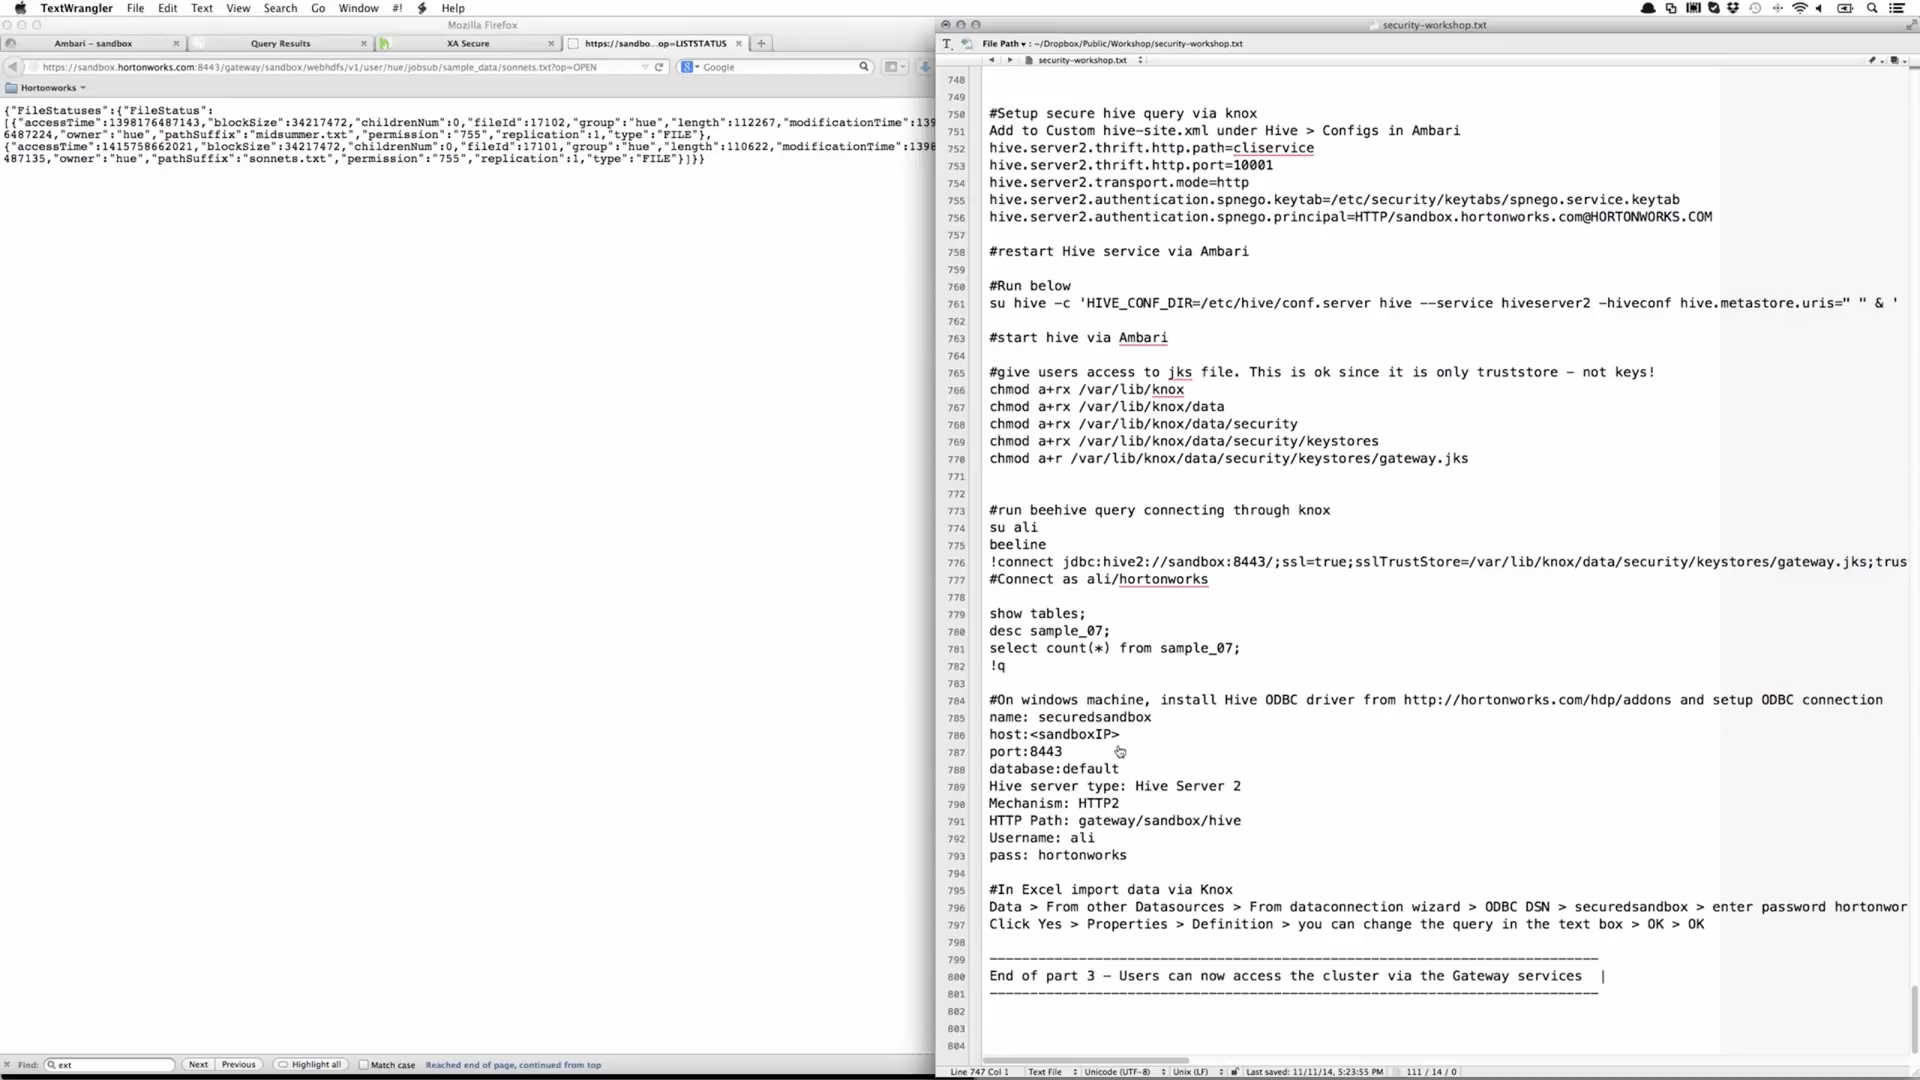 TextWrangler File Edit Text View Search Go Window #! Help
Mozilla Firefox
Ambari – sandbox
Query Results
XA Secure
https://sandbo...op=LISTSTATUS
https://sandbox.hortonworks.com:8443/gateway/sandbox/webhdfs/v1/user/hue/jobsub/sample_data/sonnets.txt?op=OPEN
Google
Hortonworks
{"FileStatuses":{"FileStatus":
[{"accessTime":1398176487143,"blockSize":34217472,"childrenNum":0,"fileId":17102,"group":"hue","length":112267,"modificationTime":139
6487224,"owner":"hue","pathSuffix":"midsummer.txt","permission":"755","replication":1,"type":"FILE"},
{"accessTime":1415758662021,"blockSize":34217472,"childrenNum":0,"fileId":17101,"group":"hue","length":110622,"modificationTime":1398
487135,"owner":"hue","pathSuffix":"sonnets.txt","permission":"755","replication":1,"type":"FILE"}]}}
Find: ext Next Previous Highlight all Match case Reached end of page, continued from top
security-workshop.txt
File Path ▾ : ~/Dropbox/Public/Workshop/security-workshop.txt
security-workshop.txt
748
749
750 #Setup secure hive query via knox
751 Add to Custom hive-site.xml under Hive > Configs in Ambari
752 hive.server2.thrift.http.path=cliservice
753 hive.server2.thrift.http.port=10001
754 hive.server2.transport.mode=http
755 hive.server2.authentication.spnego.keytab=/etc/security/keytabs/spnego.service.keytab
756 hive.server2.authentication.spnego.principal=HTTP/sandbox.hortonworks.com@HORTONWORKS.COM
757
758 #restart Hive service via Ambari
759
760 #Run below
761 su hive -c 'HIVE_CONF_DIR=/etc/hive/conf.server hive --service hiveserver2 -hiveconf hive.metastore.uris=" " & '
762
763 #start hive via Ambari
764
765 #give users access to jks file. This is ok since it is only truststore - not keys!
766 chmod a+rx /var/lib/knox
767 chmod a+rx /var/lib/knox/data
768 chmod a+rx /var/lib/knox/data/security
769 chmod a+rx /var/lib/knox/data/security/keystores
770 chmod a+r /var/lib/knox/data/security/keystores/gateway.jks
771
772
773 #run beehive query connecting through knox
774 su ali
775 beeline
776 !connect jdbc:hive2://sandbox:8443/;ssl=true;sslTrustStore=/var/lib/knox/data/security/keystores/gateway.jks;trus
777 #Connect as ali/hortonworks
778
779 show tables;
780 desc sample_07;
781 select count(*) from sample_07;
782 !q
783
784 #On windows machine, install Hive ODBC driver from http://hortonworks.com/hdp/addons and setup ODBC connection
785 name: securedsandbox
786 host:<sandboxIP>
787 port:8443
788 database:default
789 Hive server type: Hive Server 2
790 Mechanism: HTTP2
791 HTTP Path: gateway/sandbox/hive
792 Username: ali
793 pass: hortonworks
794
795 #In Excel import data via Knox
796 Data > From other Datasources > From dataconnection wizard > ODBC DSN > securedsandbox > enter password hortonwor
797 Click Yes > Properties > Definition > you can change the query in the text box > OK > OK
798
799 ---------------------------------------------------------------------------
800 End of part 3 - Users can now access the cluster via the Gateway services |
801 ---------------------------------------------------------------------------
802
803
804
Line 747 Col 1 Text File Unicode (UTF-8) Unix (LF) Last saved: 11/11/14, 5:23:55 PM 111 / 14 / 0